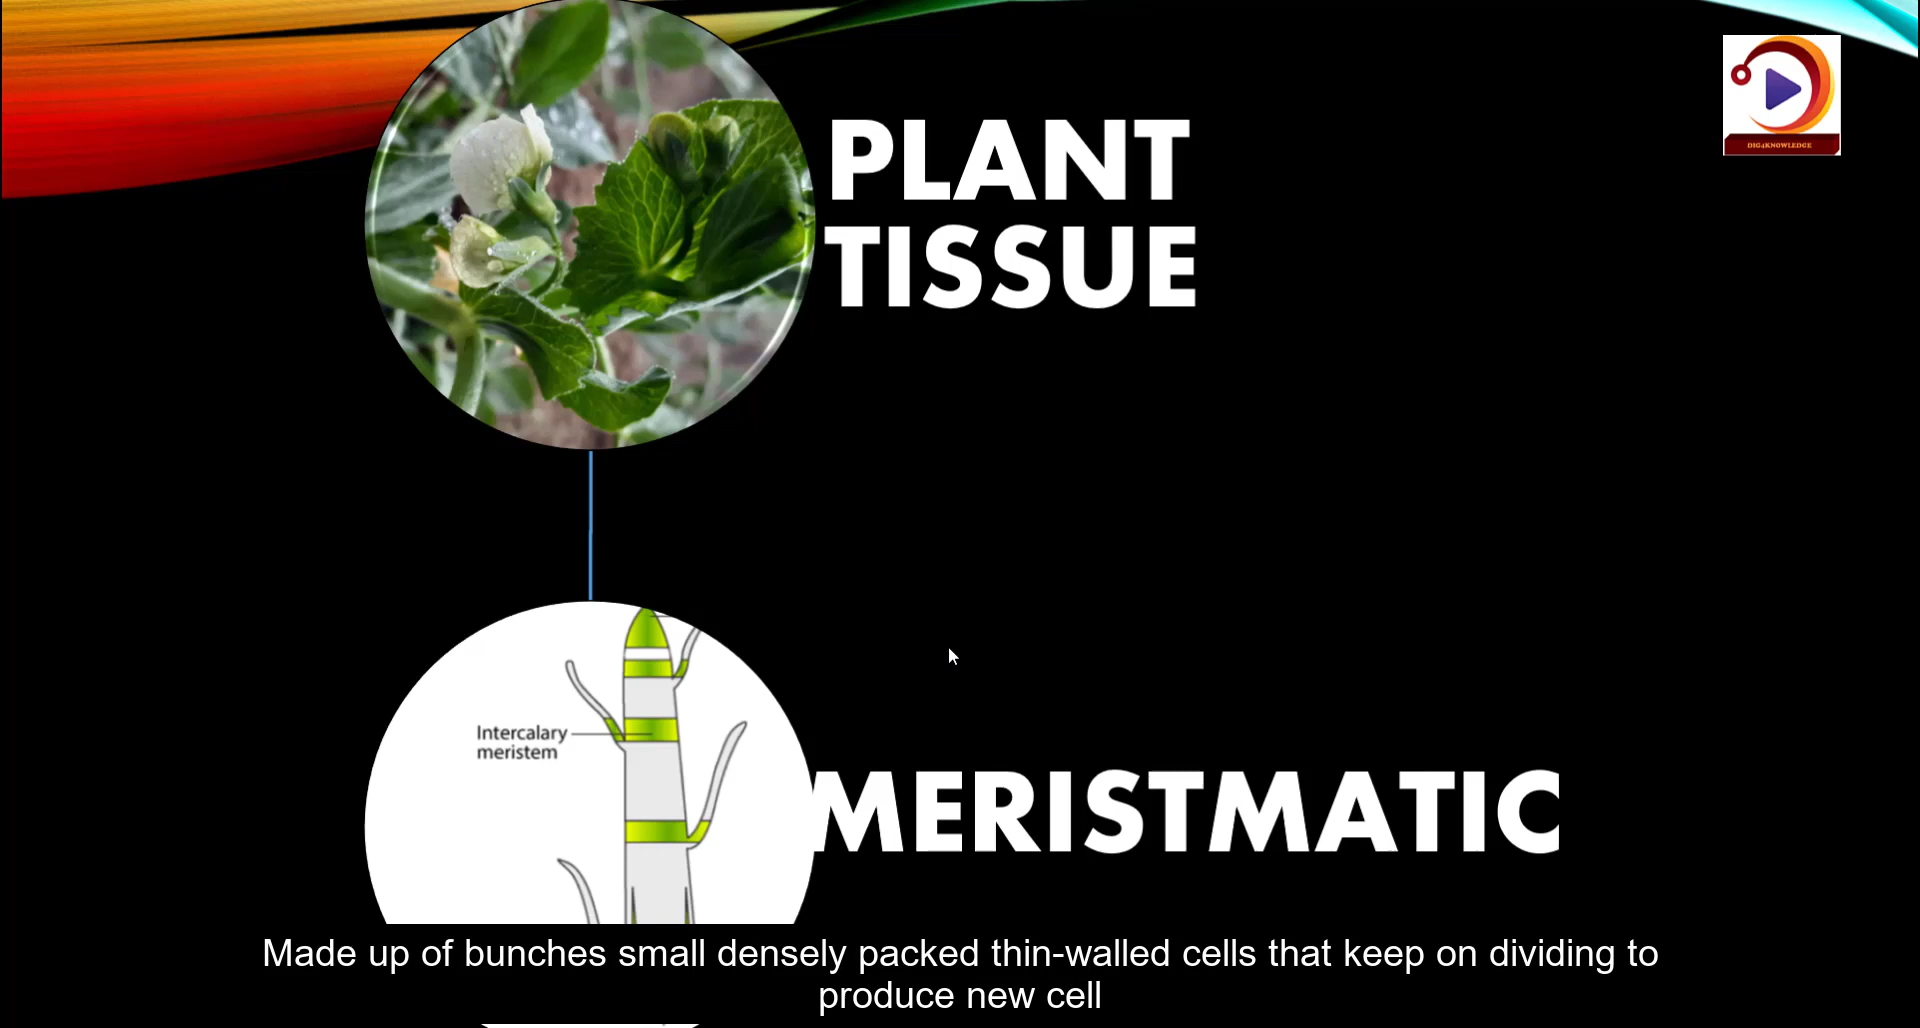 DIG4KNOWLEDGE
PLANT
TISSUE
Intercalary
meristem
MERISTMATIC
Made up of bunches small densely packed thin-walled cells that keep on dividing to
produce new cell